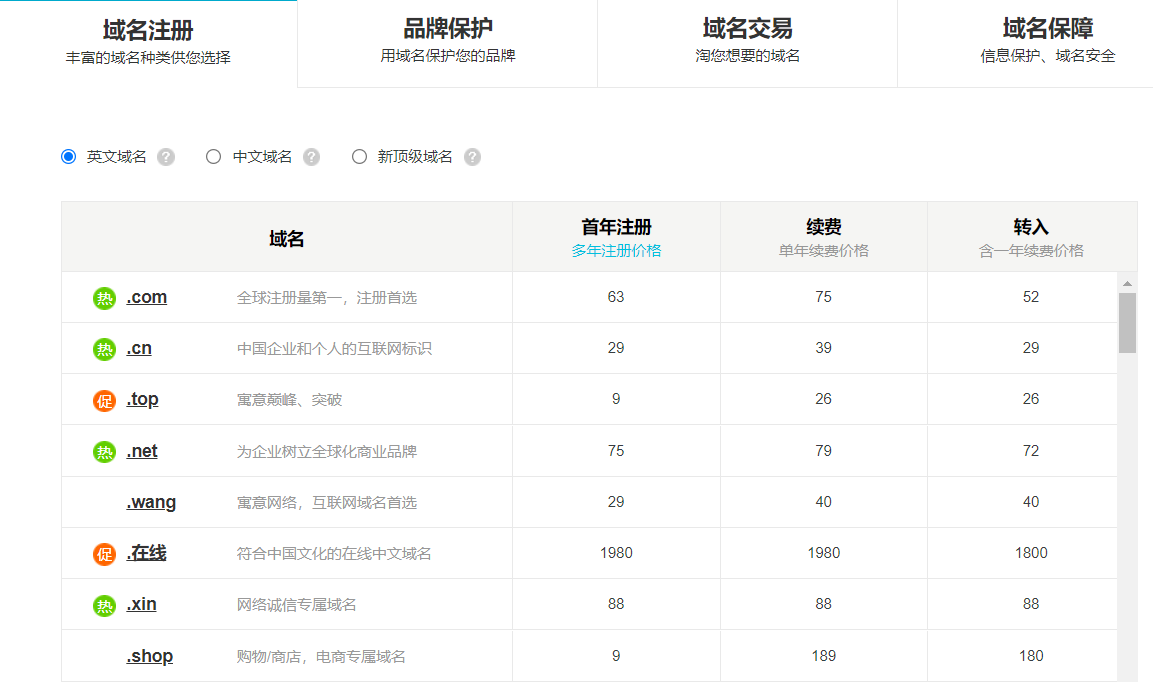 域名注册 品牌保护 域名交易 域名保障
丰富的域名种类供您选择 用域名保护您的品牌 淘您想要的域名 信息保护、域名安全
英文域名 ? 中文域名 ? 新顶级域名 ?
域名 首年注册 续费 转入
多年注册价格 单年续费价格 含一年续费价格
热 .com 全球注册量第一，注册首选 63 75 52
热 .cn 中国企业和个人的互联网标识 29 39 29
促 .top 寓意巅峰、突破 9 26 26
热 .net 为企业树立全球化商业品牌 75 79 72
.wang 寓意网络，互联网域名首选 29 40 40
促 .在线 符合中国文化的在线中文域名 1980 1980 1800
热 .xin 网络诚信专属域名 88 88 88
.shop 购物/商店，电商专属域名 9 189 180